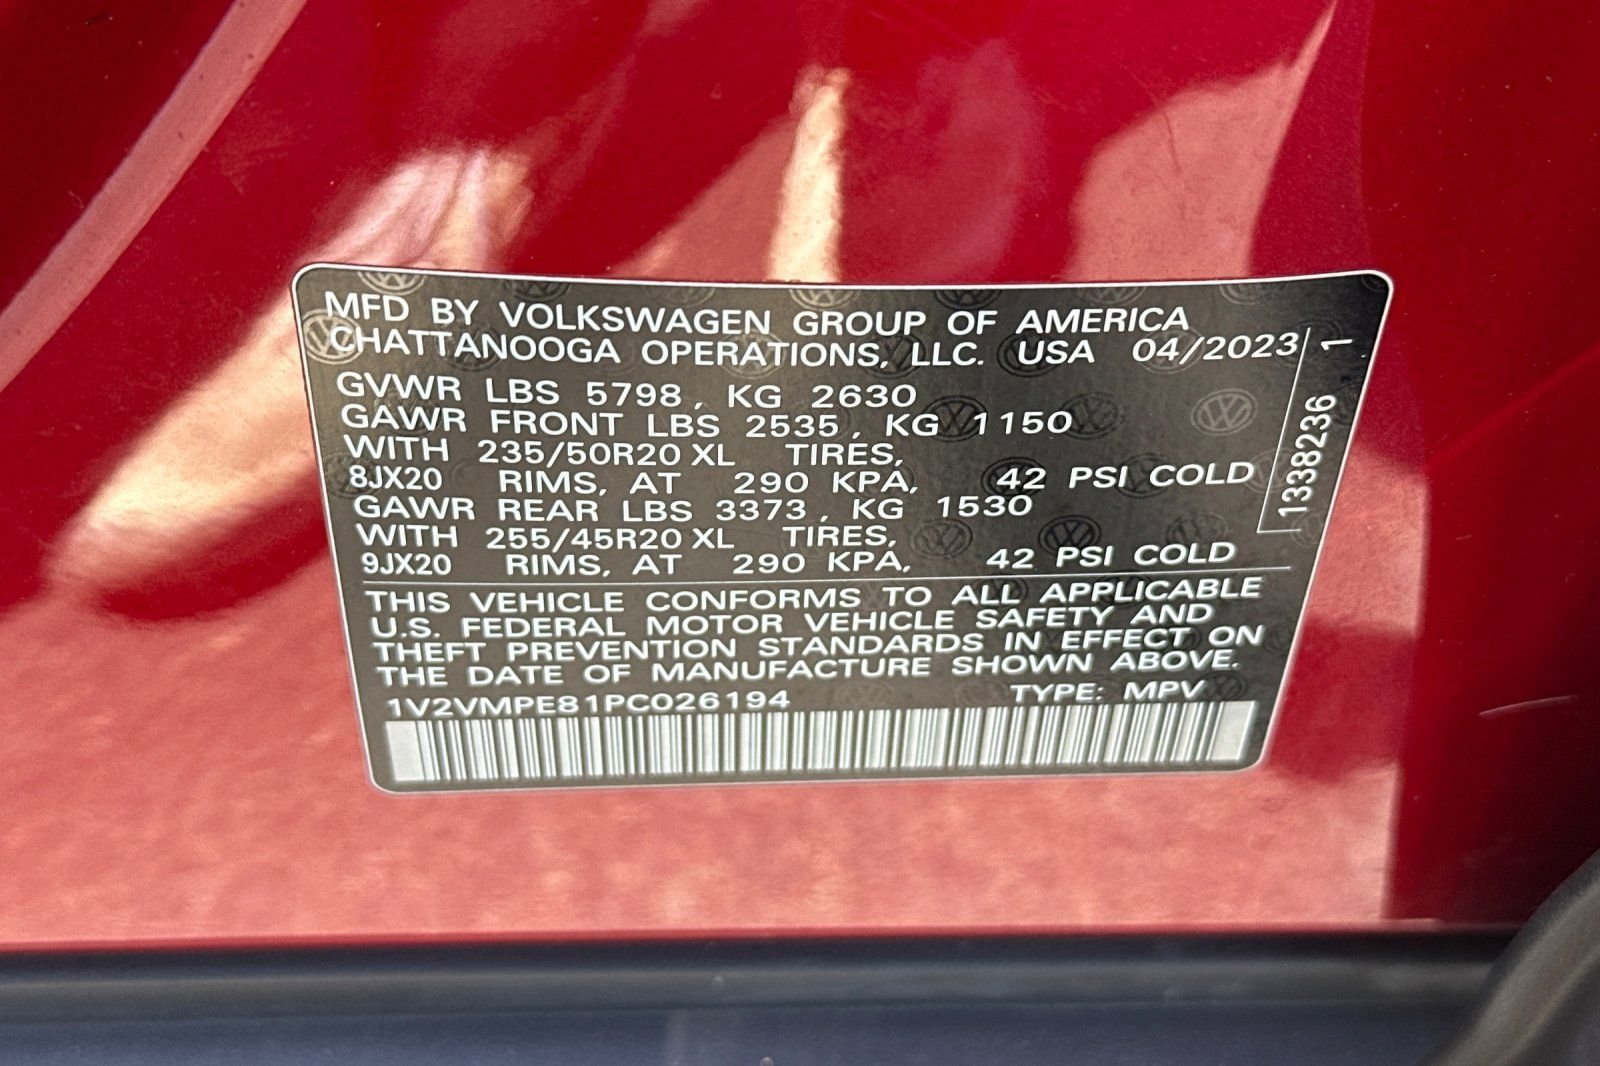 MFD BY VOLKSWAGEN GROUP OF AMERICA
CHATTANOOGA OPERATIONS, LLC. USA 04/2023
GVWR LBS 5798, KG 2630
GAWR FRONT LBS 2535, KG 1150
WITH 235/50R20 XL TIRES,
8JX20 RIMS, AT 290 KPA, 42 PSI COLD
GAWR REAR LBS 3373, KG 1530
WITH 255/45R20 XL TIRES,
9JX20 RIMS, AT 290 KPA, 42 PSI COLD
THIS VEHICLE CONFORMS TO ALL APPLICABLE
U.S. FEDERAL MOTOR VEHICLE SAFETY AND
THEFT PREVENTION STANDARDS IN EFFECT ON
THE DATE OF MANUFACTURE SHOWN ABOVE.
1V2VMPE81PC026194 TYPE: MPV
1338236 1